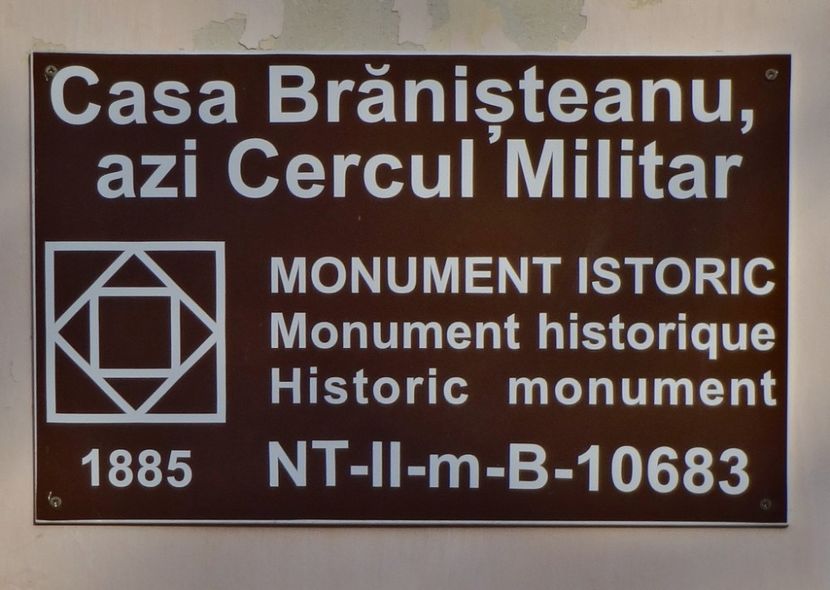 Casa Brănișteanu,
azi Cercul Militar
MONUMENT ISTORIC
Monument historique
Historic monument
1885
NT-II-m-B-10683